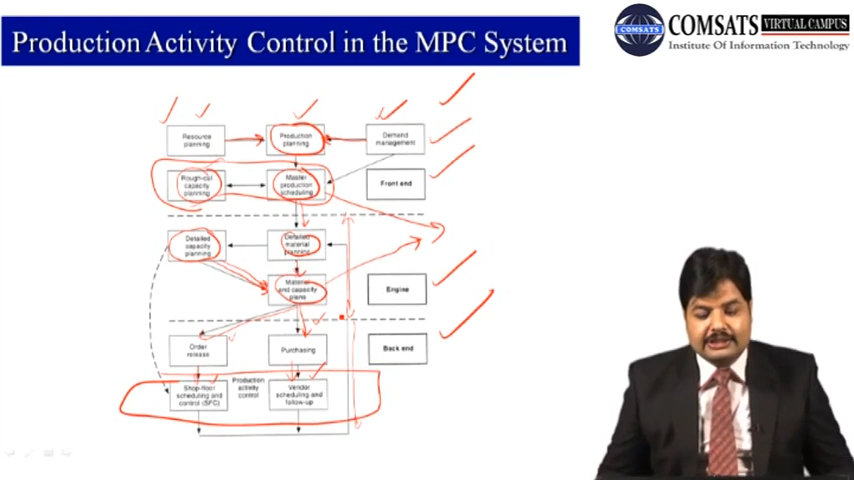 Production Activity Control in the MPC System
COMSATS VIRTUAL CAMPUS
Institute Of Information Technology
Resource
planning
Production
planning
Demand
management
Rough-cut
capacity
planning
Master
production
scheduling
Front end
Detailed
capacity
planning
Detailed
material
planning
Material
and capacity
plans
Engine
Order
release
Purchasing
Back end
Shop-floor
scheduling and
control (SFC)
Production
activity
control
Vendor
scheduling and
follow-up